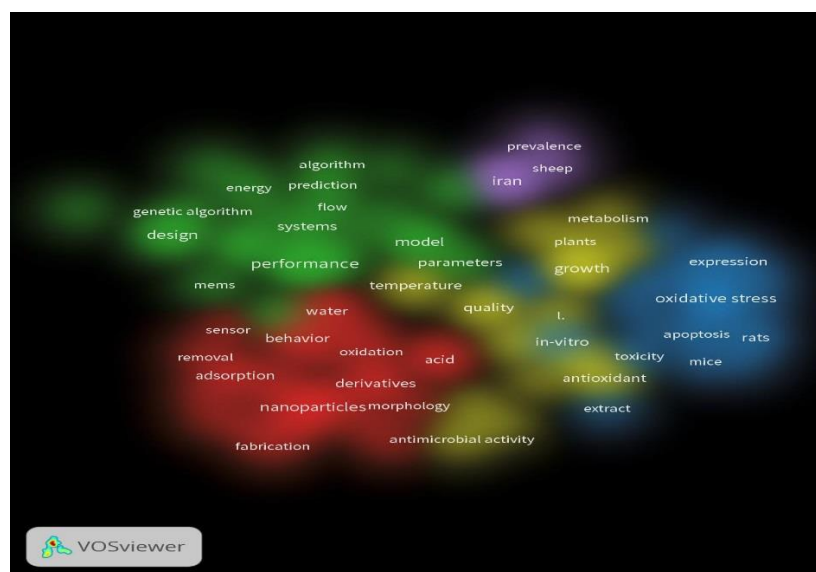 prevalence
algorithm
sheep
iran
energy
prediction
genetic algorithm
flow
metabolism
systems
design
model
plants
performance
parameters
growth
expression
mems
temperature
oxidative stress
water
quality
l.
sensor
behavior
in-vitro
apoptosis
rats
removal
oxidation
acid
toxicity
mice
adsorption
derivatives
antioxidant
nanoparticles
morphology
extract
fabrication
antimicrobial activity
VOSviewer